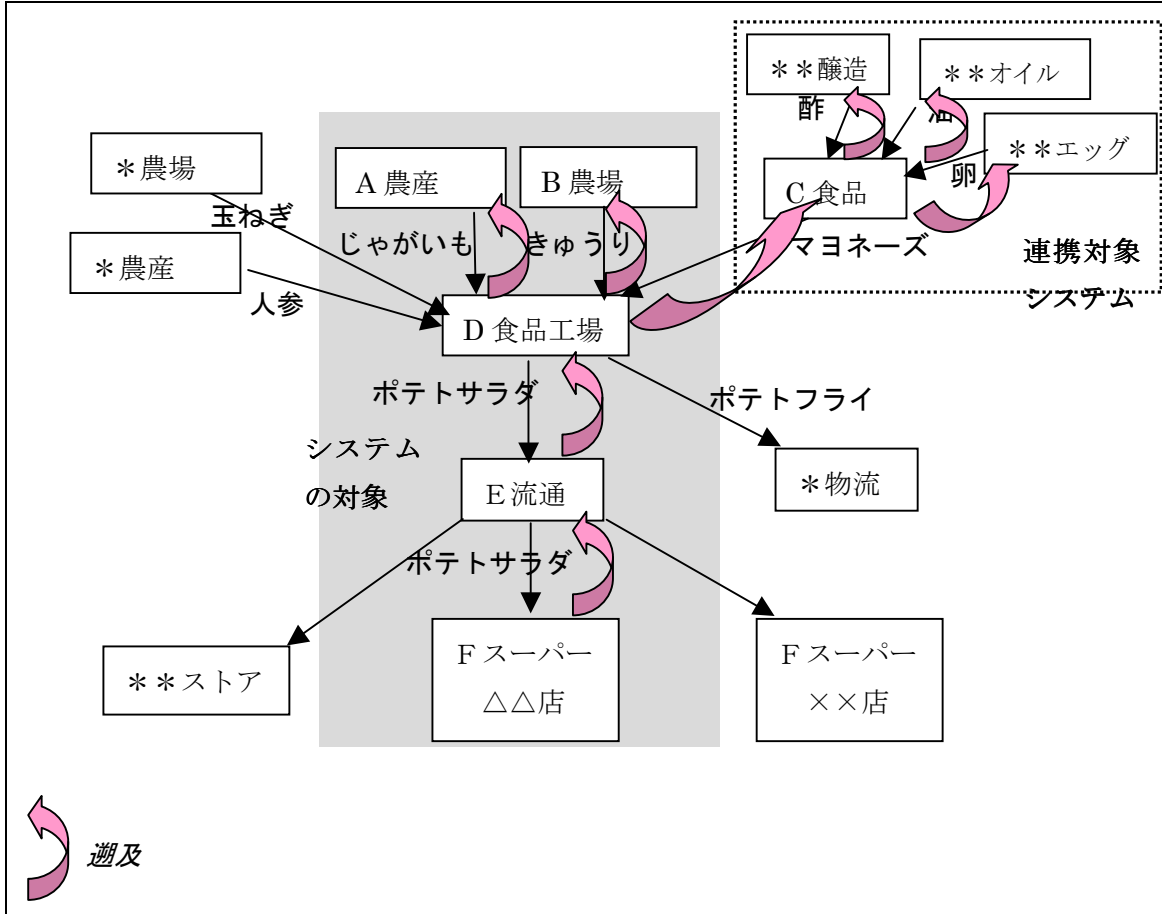 ＊＊醸造
＊＊オイル
酢
油
＊＊エッグ
卵
C 食品
マヨネーズ
連携対象
システム
＊農場
玉ねぎ
A 農産
B 農場
じゃがいも
きゅうり
＊農産
人参
D 食品工場
ポテトサラダ
ポテトフライ
システム
の対象
E 流通
＊物流
ポテトサラダ
＊＊ストア
F スーパー
△△店
F スーパー
××店
遡及